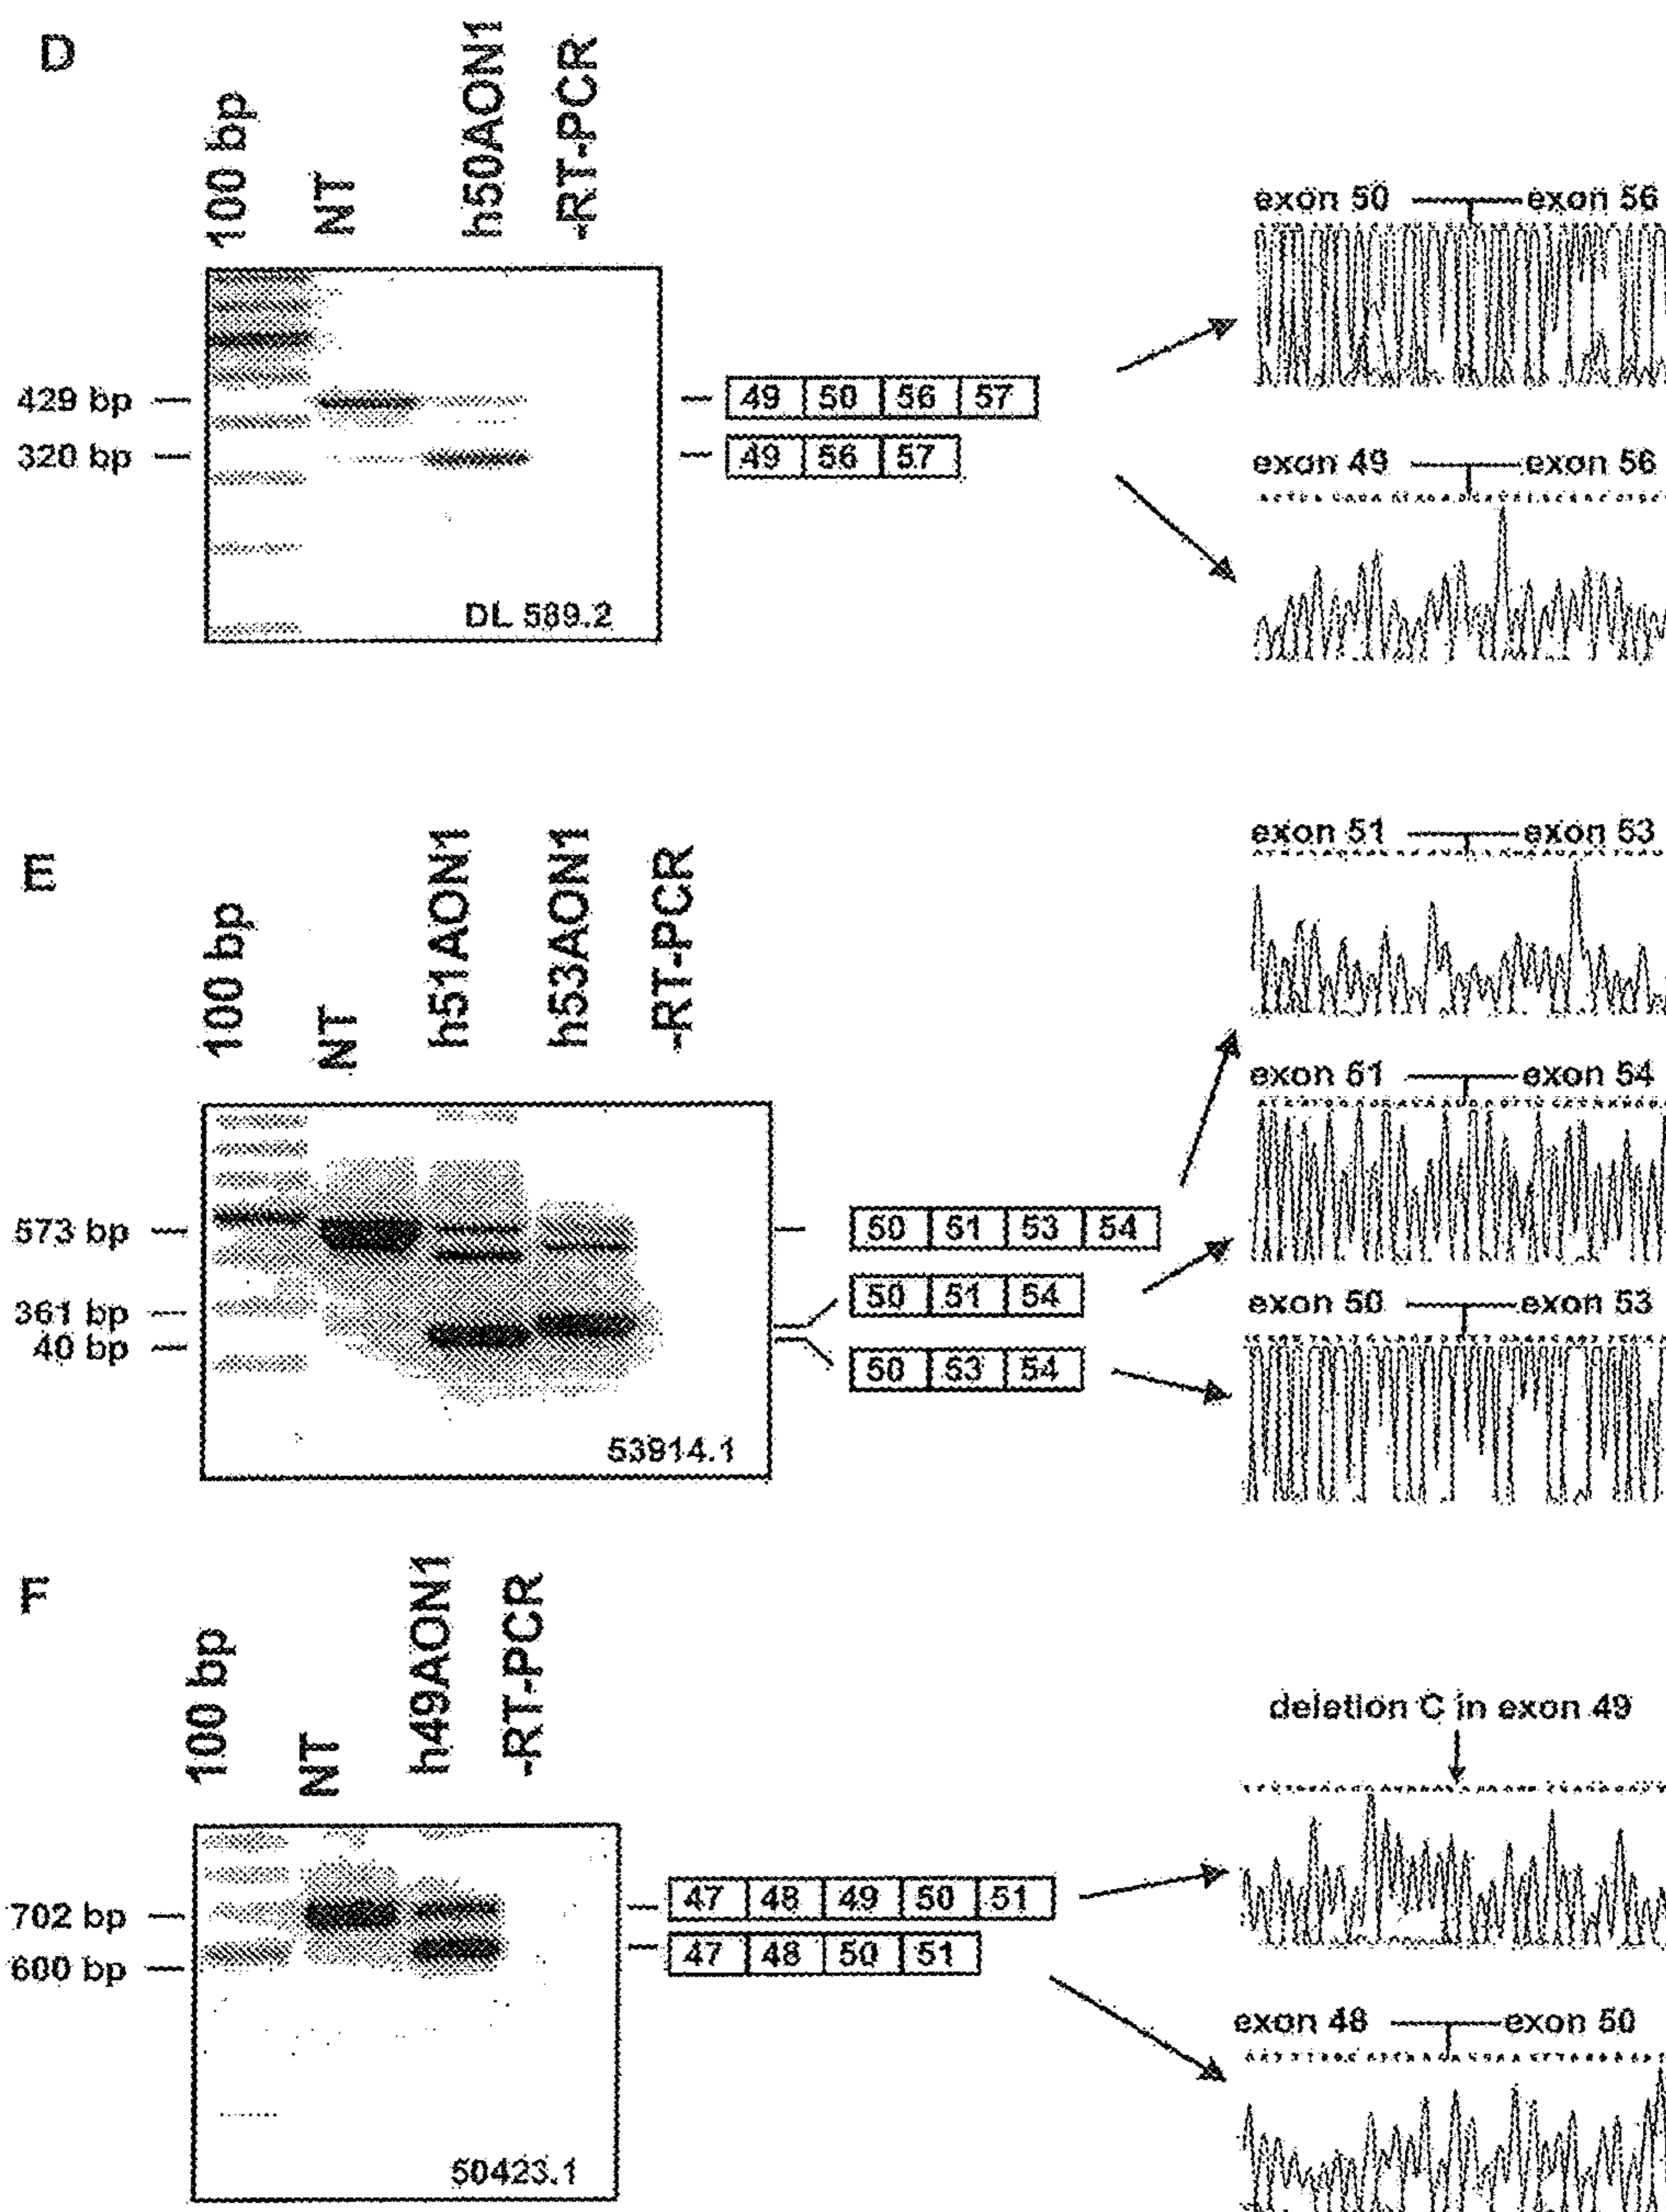 D
100 bp
NT
h50AON1
-RT-PCR
429 bp
320 bp
DL 589.2
49 50 56 57
49 56 57
exon 50 exon 56
exon 49 exon 56
E
100 bp
NT
h51AON1
h53AON1
-RT-PCR
573 bp
361 bp
40 bp
53914.1
50 51 53 54
50 51 54
50 53 54
exon 51 exon 53
exon 51 exon 54
exon 50 exon 53
F
100 bp
NT
h49AON1
-RT-PCR
702 bp
600 bp
50423.1
47 48 49 50 51
47 48 50 51
deletion C in exon 49
exon 48 exon 50